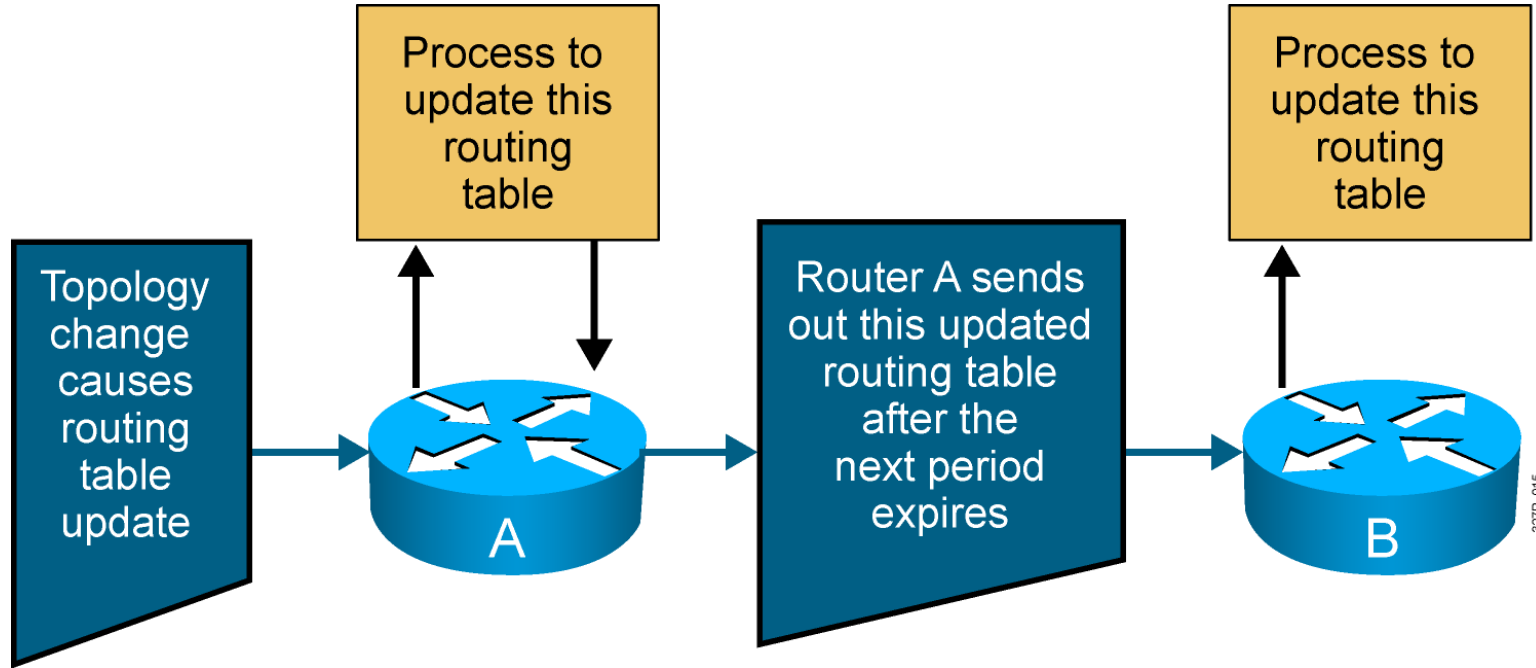 Process to
update this
routing
table
Process to
update this
routing
table
Topology
change
causes
routing
table
update
Router A sends
out this updated
routing table
after the
next period
expires
A
B